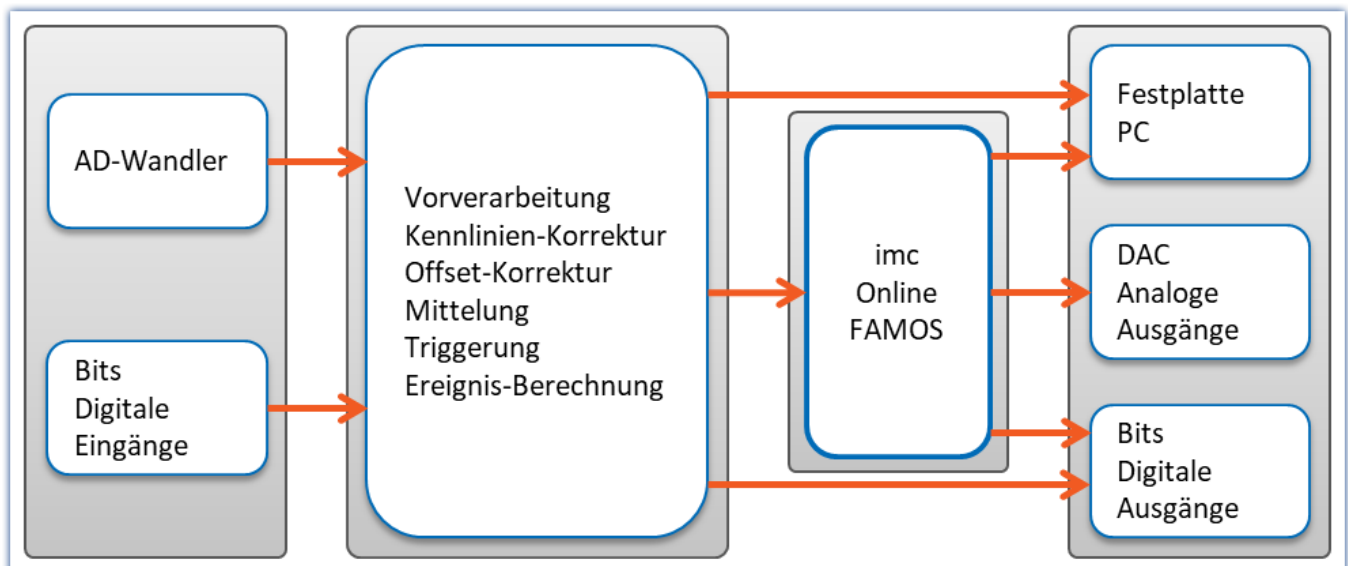 AD-Wandler
Bits
Digitale
Eingänge
Vorverarbeitung
Kennlinien-Korrektur
Offset-Korrektur
Mittelung
Triggerung
Ereignis-Berechnung
imc
Online
FAMOS
Festplatte
PC
DAC
Analoge
Ausgänge
Bits
Digitale
Ausgänge